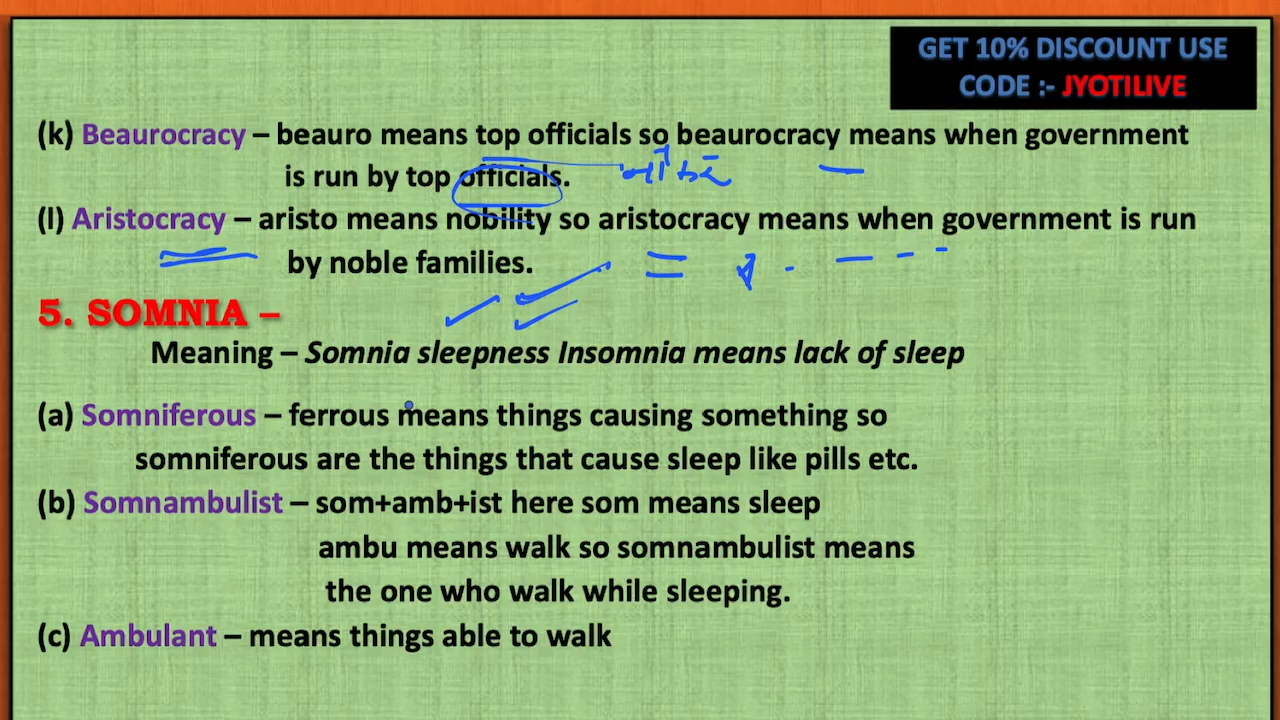 GET 10% DISCOUNT USE
CODE :- JYOTILIVE
(k) Beaurocracy – beauro means top officials so beaurocracy means when government
is run by top officials.
(l) Aristocracy – aristo means nobility so aristocracy means when government is run
by noble families.
5. SOMNIA –
Meaning – Somnia sleepness Insomnia means lack of sleep
(a) Somniferous – ferrous means things causing something so
somniferous are the things that cause sleep like pills etc.
(b) Somnambulist – som+amb+ist here som means sleep
ambu means walk so somnambulist means
the one who walk while sleeping.
(c) Ambulant – means things able to walk